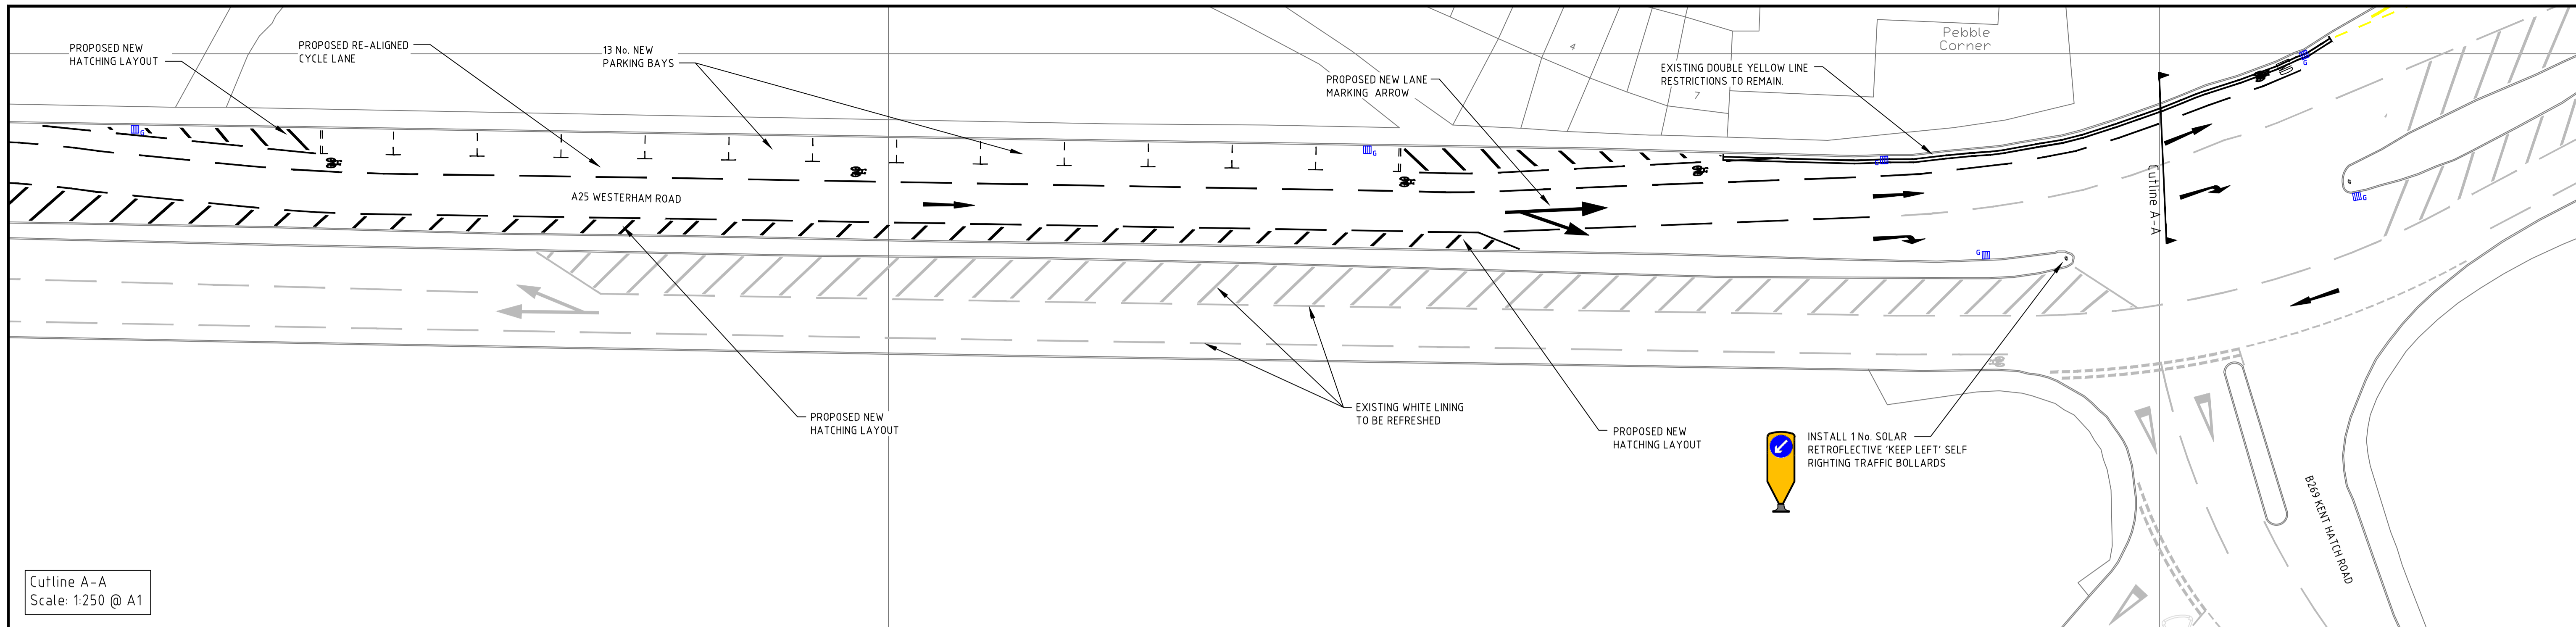 PROPOSED NEW
HATCHING LAYOUT
PROPOSED RE-ALIGNED
CYCLE LANE
13 No. NEW
PARKING BAYS
PROPOSED NEW LANE
MARKING ARROW
4
7
EXISTING DOUBLE YELLOW LINE
RESTRICTIONS TO REMAIN.
Pebble
Corner
G
G
G
G
G
G
A25 WESTERHAM ROAD
Cutline A-A
PROPOSED NEW
HATCHING LAYOUT
EXISTING WHITE LINING
TO BE REFRESHED
PROPOSED NEW
HATCHING LAYOUT
INSTALL 1 No. SOLAR
RETROFLECTIVE 'KEEP LEFT' SELF
RIGHTING TRAFFIC BOLLARDS
B269 KENT HATCH ROAD
Cutline A-A
Scale: 1:250 @ A1